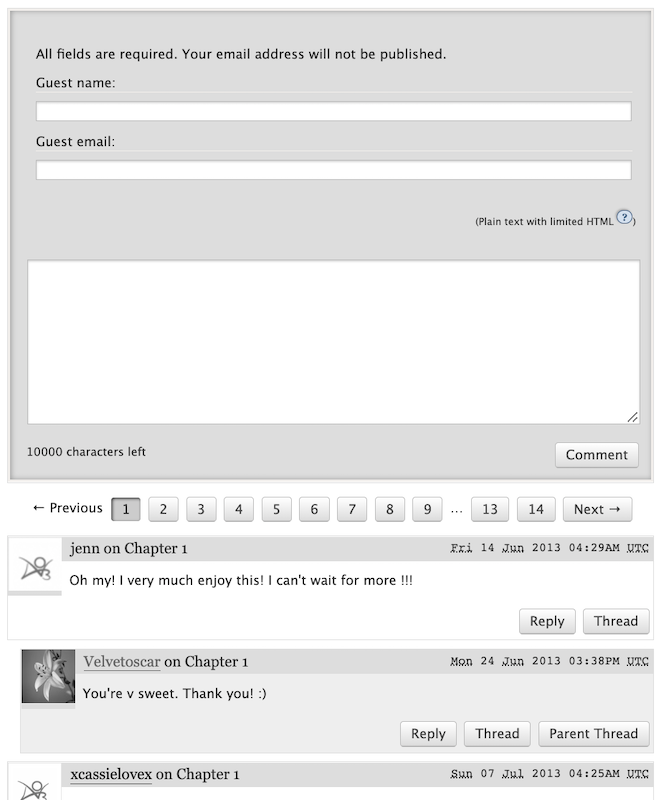 All fields are required. Your email address will not be published.
Guest name:
Guest email:
(Plain text with limited HTML ?)
10000 characters left
Comment
← Previous 1 2 3 4 5 6 7 8 9 ... 13 14 Next →
jenn on Chapter 1 Fri 14 Jun 2013 04:29AM UTC
Oh my! I very much enjoy this! I can't wait for more !!!
Reply Thread
Velvetoscar on Chapter 1 Mon 24 Jun 2013 03:38PM UTC
You're v sweet. Thank you! :)
Reply Thread Parent Thread
xcassielovex on Chapter 1 Sun 07 Jul 2013 04:25AM UTC